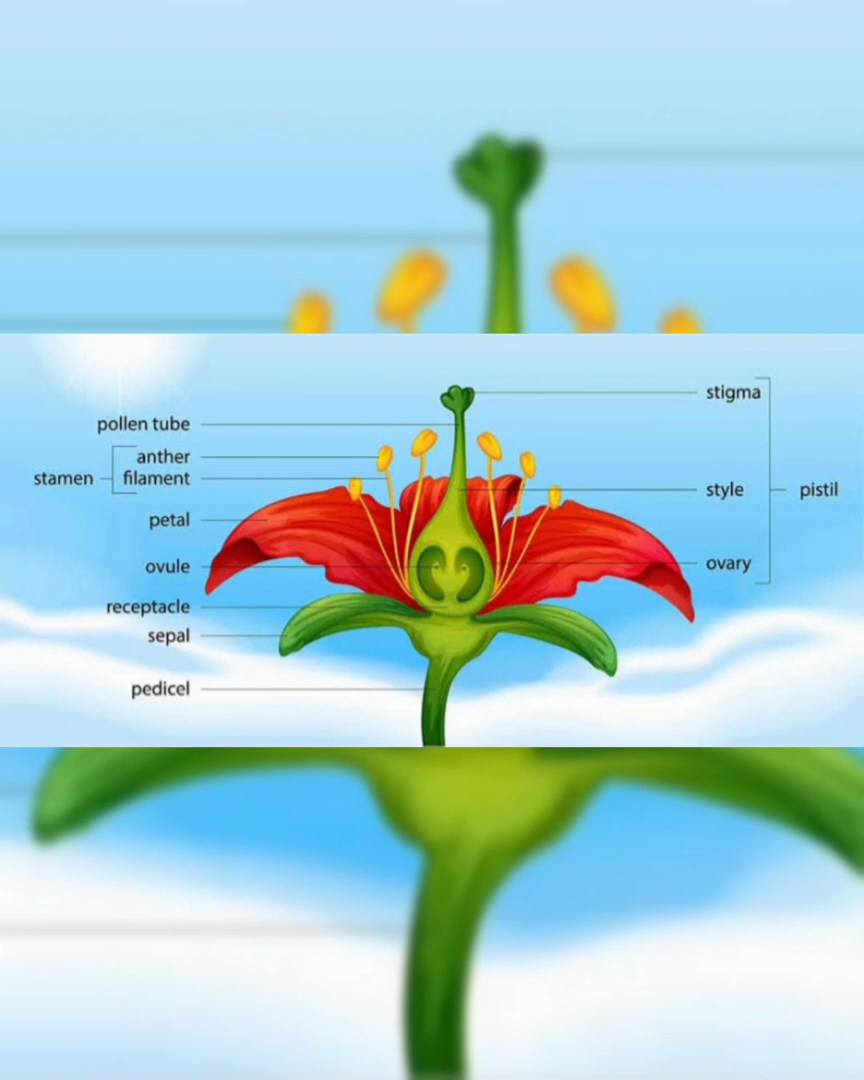 stigma
pollen tube
anther
stamen
filament
style
pistil
petal
ovule
ovary
receptacle
sepal
pedicel